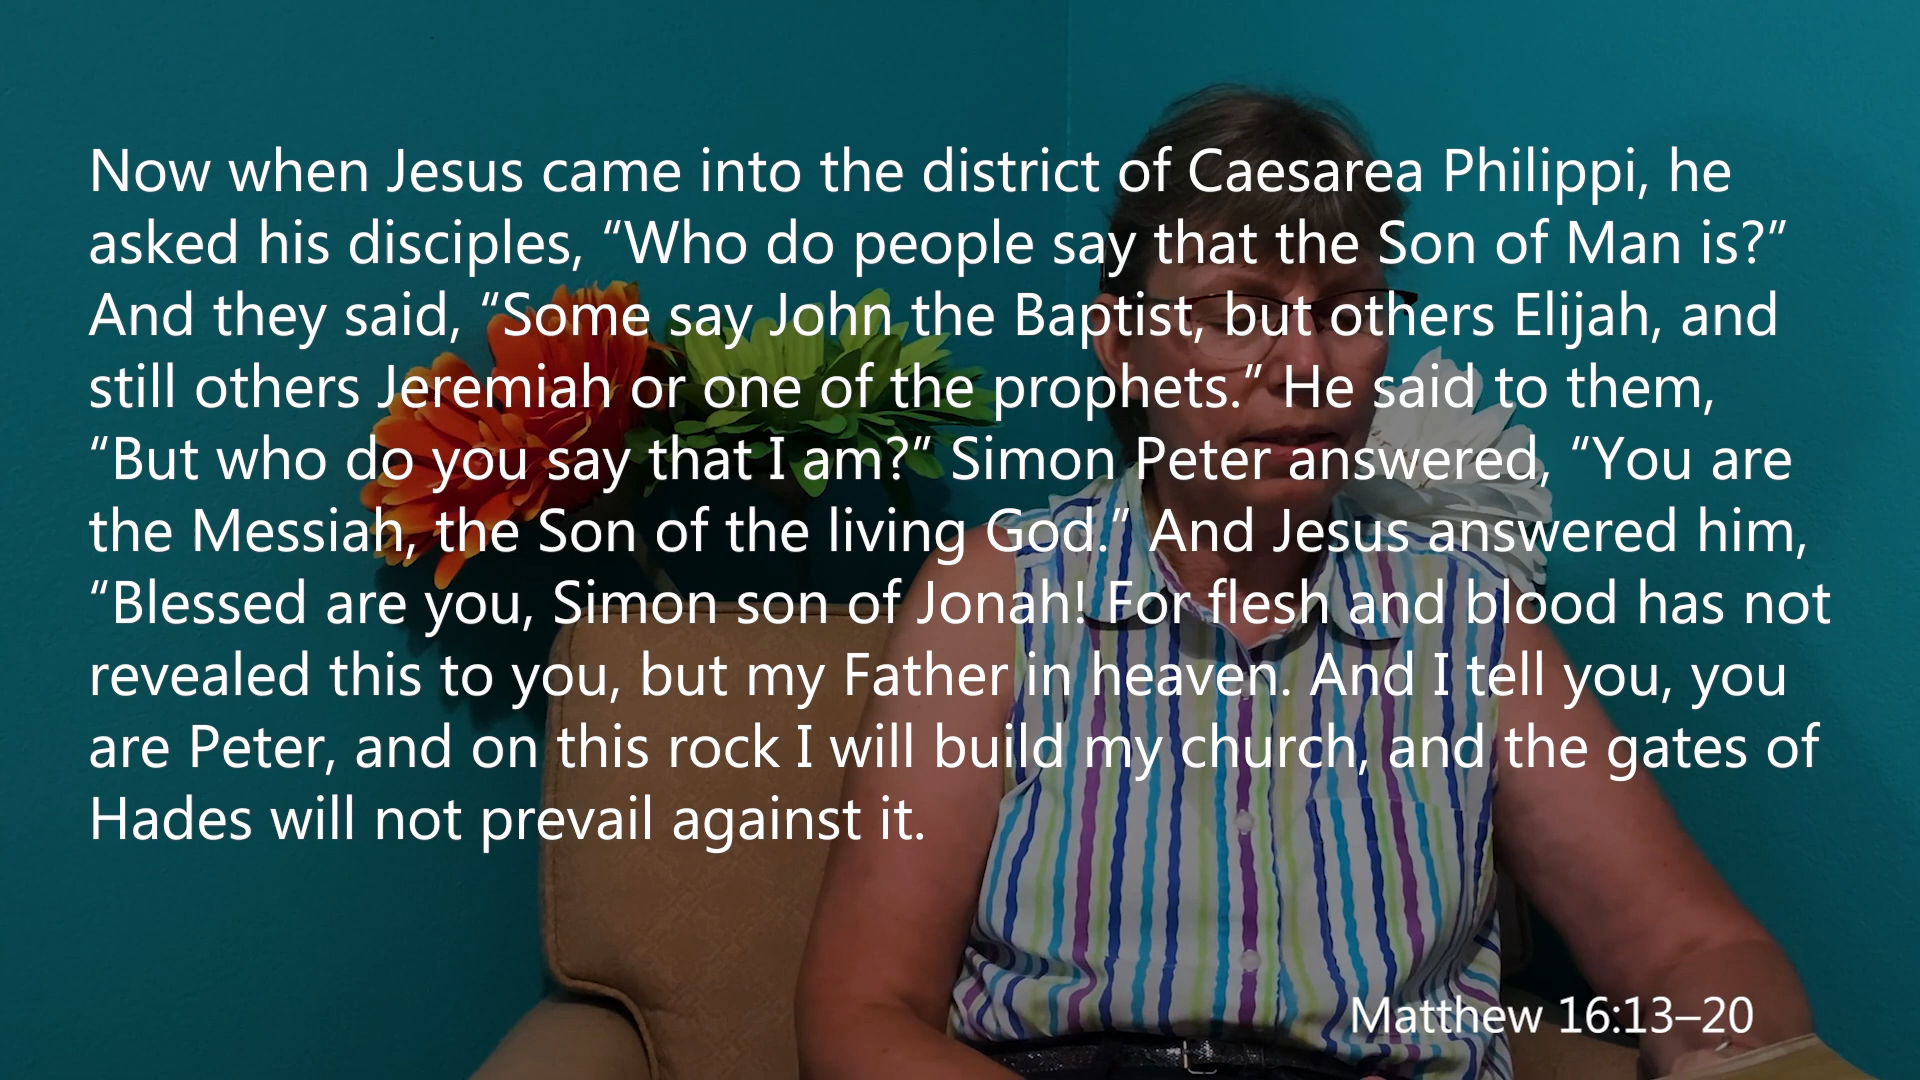 Now when Jesus came into the district of Caesarea Philippi, he
asked his disciples, “Who do people say that the Son of Man is?”
And they said, “Some say John the Baptist, but others Elijah, and
still others Jeremiah or one of the prophets.” He said to them,
“But who do you say that I am?” Simon Peter answered, “You are
the Messiah, the Son of the living God.” And Jesus answered him,
“Blessed are you, Simon son of Jonah! For flesh and blood has not
revealed this to you, but my Father in heaven. And I tell you, you
are Peter, and on this rock I will build my church, and the gates of
Hades will not prevail against it.
Matthew 16:13–20